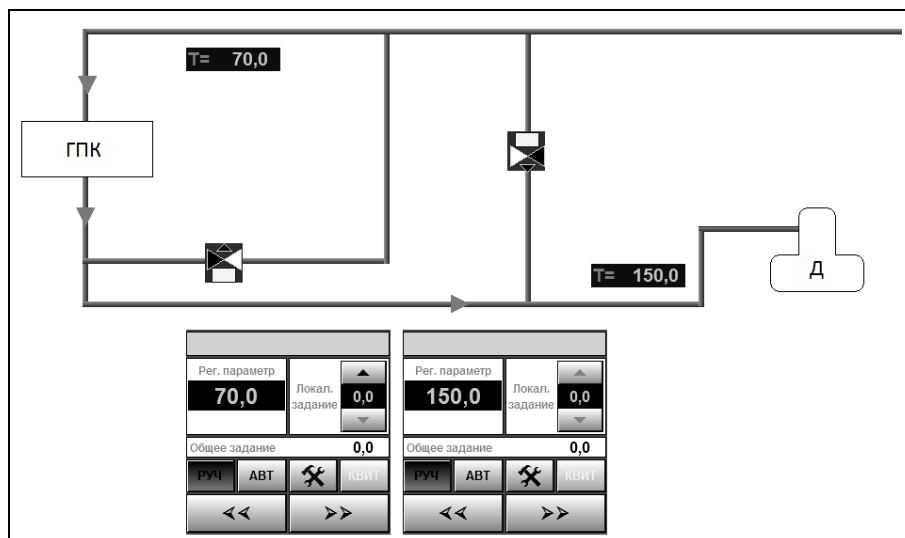 T= 70,0
ГПК
T= 150,0
Д
Рег. параметр
70,0
Локал.
задание
0,0
Общее задание 0,0
РУЧ АВТ КВИТ
Рег. параметр
150,0
Локал.
задание
0,0
Общее задание 0,0
РУЧ АВТ КВИТ